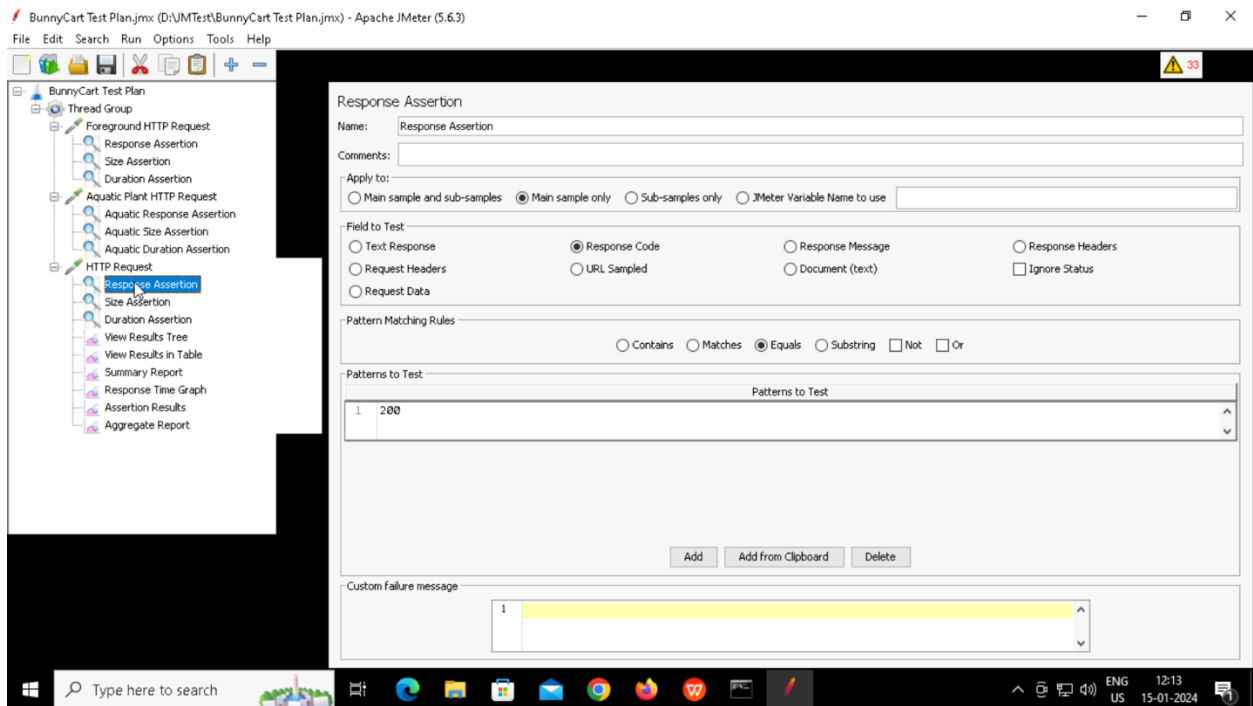 BunnyCart Test Plan.jmx (D:\JMTest\BunnyCart Test Plan.jmx) - Apache JMeter (5.6.3)
File Edit Search Run Options Tools Help
33
BunnyCart Test Plan
Thread Group
Foreground HTTP Request
Response Assertion
Size Assertion
Duration Assertion
Aquatic Plant HTTP Request
Aquatic Response Assertion
Aquatic Size Assertion
Aquatic Duration Assertion
HTTP Request
Response Assertion
Size Assertion
Duration Assertion
View Results Tree
View Results in Table
Summary Report
Response Time Graph
Assertion Results
Aggregate Report
Response Assertion
Name: Response Assertion
Comments:
Apply to:
Main sample and sub-samples Main sample only Sub-samples only JMeter Variable Name to use
Field to Test
Text Response Response Code Response Message Response Headers
Request Headers URL Sampled Document (text) Ignore Status
Request Data
Pattern Matching Rules
Contains Matches Equals Substring Not Or
Patterns to Test
Patterns to Test
1 200
Add Add from Clipboard Delete
Custom failure message
1
Type here to search
ENG
US
12:13
15-01-2024
1